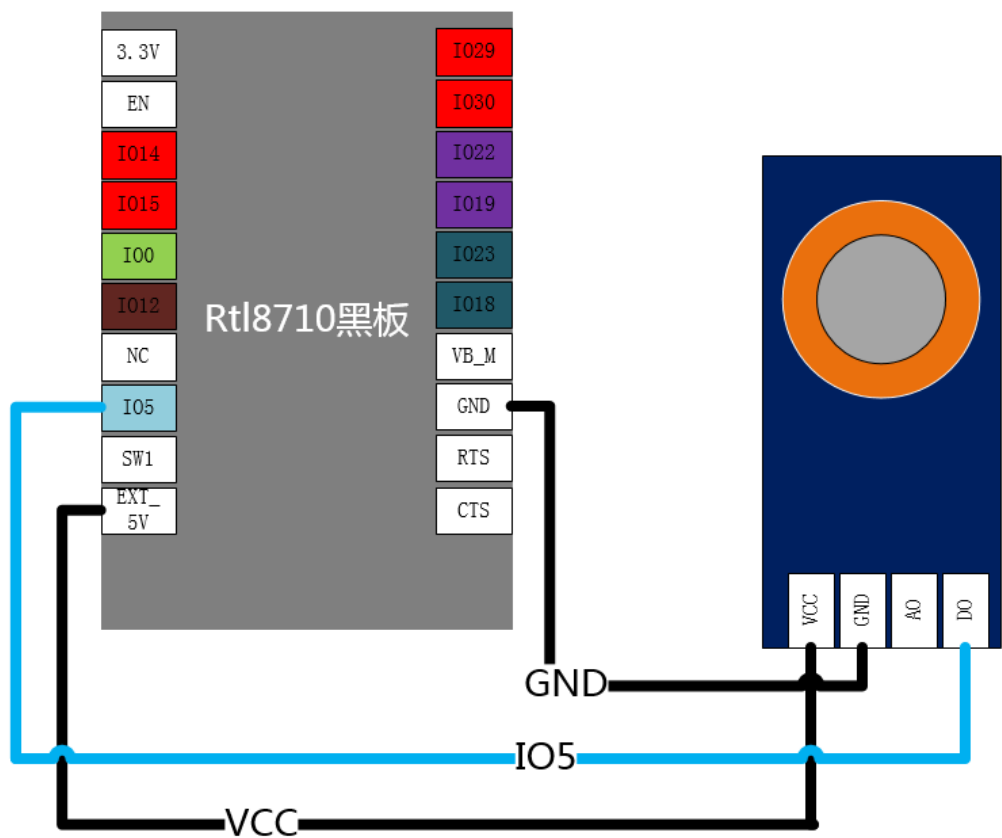 3.3V
EN
IO14
IO15
IO0
IO12
NC
IO5
SW1
EXT_
5V
Rtl8710黑板
IO29
IO30
IO22
IO19
IO23
IO18
VB_M
GND
RTS
CTS
VCC
GND
AO
DO
GND
IO5
VCC